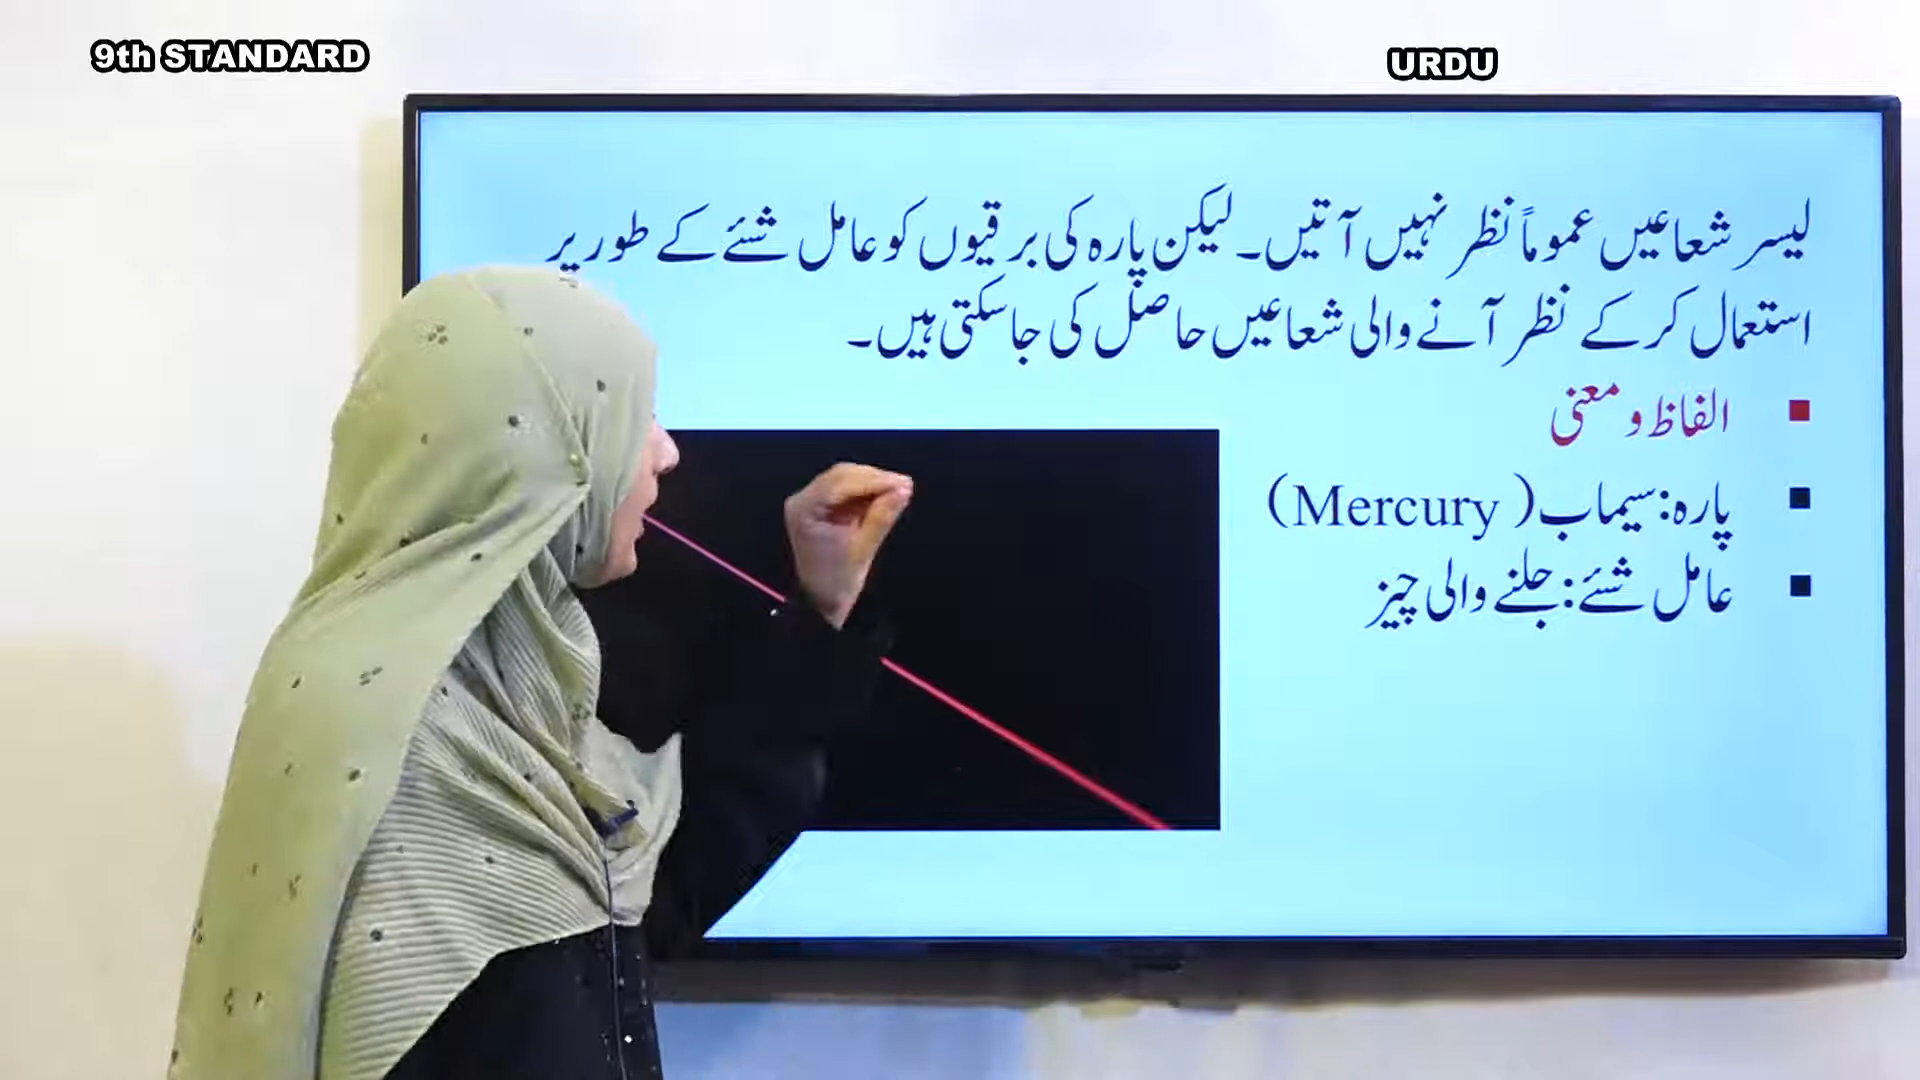 9th STANDARD
URDU
لیسر شعاعیں عموماً نظر نہیں آتیں۔ لیکن پارہ کی برقیوں کو عامل شئے کے طور پر
استعمال کر کے نظر آنے والی شعاعیں حاصل کی جاسکتی ہیں۔
الفاظ و معنی
پارہ: سیماب (Mercury)
عامل شئے: جلنے والی چیز